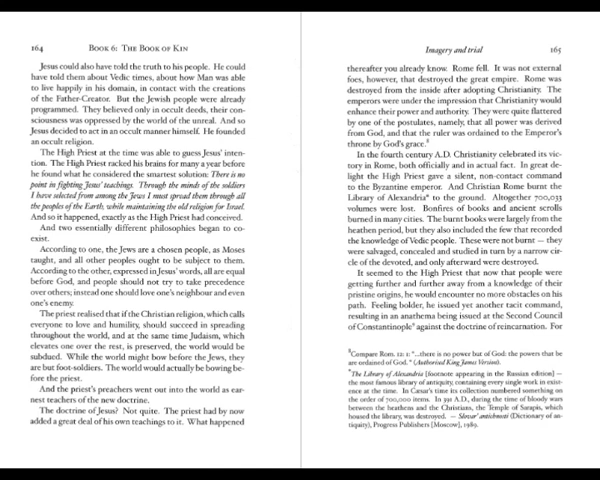 164 BOOK 6: THE BOOK OF KIN
Jesus could also have told the truth to his people. He could
have told them about Vedic times, about how Man was able
to live happily in his domain, in contact with the creations
of the Father-Creator. But the Jewish people were already
programmed. They believed only in occult deeds, their con-
sciousness was oppressed by the world of the unreal. And so
Jesus decided to act in an occult manner himself. He founded
an occult religion.
The High Priest at the time was able to guess Jesus' inten-
tion. The High Priest racked his brains for many a year before
he found what he considered the smartest solution: There is no
point in fighting Jesus' teachings. Through the minds of the soldiers
I have selected from among the Jews I must spread them through all
the peoples of the Earth, while maintaining the old religion for Israel.
And so it happened, exactly as the High Priest had conceived.
And two essentially different philosophies began to co-
exist.
According to one, the Jews are a chosen people, as Moses
taught, and all other peoples ought to be subject to them.
According to the other, expressed in Jesus' words, all are equal
before God, and people should not try to take precedence
over others; instead one should love one's neighbour and even
one's enemy.
The priest realised that if the Christian religion, which calls
everyone to love and humility, should succeed in spreading
throughout the world, and at the same time Judaism, which
elevates one over the rest, is preserved, the world would be
subdued. While the world might bow before the Jews, they
are but foot-soldiers. The world would actually be bowing be-
fore the priest.
And the priest's preachers went out into the world as ear-
nest teachers of the new doctrine.
The doctrine of Jesus? Not quite. The priest had by now
added a great deal of his own teachings to it. What happened
Imagery and trial 165
thereafter you already know. Rome fell. It was not external
foes, however, that destroyed the great empire. Rome was
destroyed from the inside after adopting Christianity. The
emperors were under the impression that Christianity would
enhance their power and authority. They were quite flattered
by one of the postulates, namely, that all power was derived
from God, and that the ruler was ordained to the Emperor's
throne by God's grace.8
In the fourth century A.D. Christianity celebrated its vic-
tory in Rome, both officially and in actual fact. In great de-
light the High Priest gave a silent, non-contact command
to the Byzantine emperor. And Christian Rome burnt the
Library of Alexandria* to the ground. Altogether 700,033
volumes were lost. Bonfires of books and ancient scrolls
burned in many cities. The burnt books were largely from the
heathen period, but they also included the few that recorded
the knowledge of Vedic people. These were not burnt — they
were salvaged, concealed and studied in turn by a narrow cir-
cle of the devoted, and only afterward were destroyed.
It seemed to the High Priest that now that people were
getting further and further away from a knowledge of their
pristine origins, he would encounter no more obstacles on his
path. Feeling bolder, he issued yet another tacit command,
resulting in an anathema being issued at the Second Council
of Constantinople9 against the doctrine of reincarnation. For
8Compare Rom. 12: 1: "...there is no power but of God: the powers that be
are ordained of God." (Authorised King James Version).
*The Library of Alexandria [footnote appearing in the Russian edition] —
the most famous library of antiquity, containing every single work in exist-
ence at the time. In Cæsar's time its collection numbered something on
the order of 700,000 items. In 391 A.D., during the time of bloody wars
between the heathens and the Christians, the Temple of Sarapis, which
housed the library, was destroyed. — Slovar' antichnosti (Dictionary of an-
tiquity), Progress Publishers [Moscow], 1989.